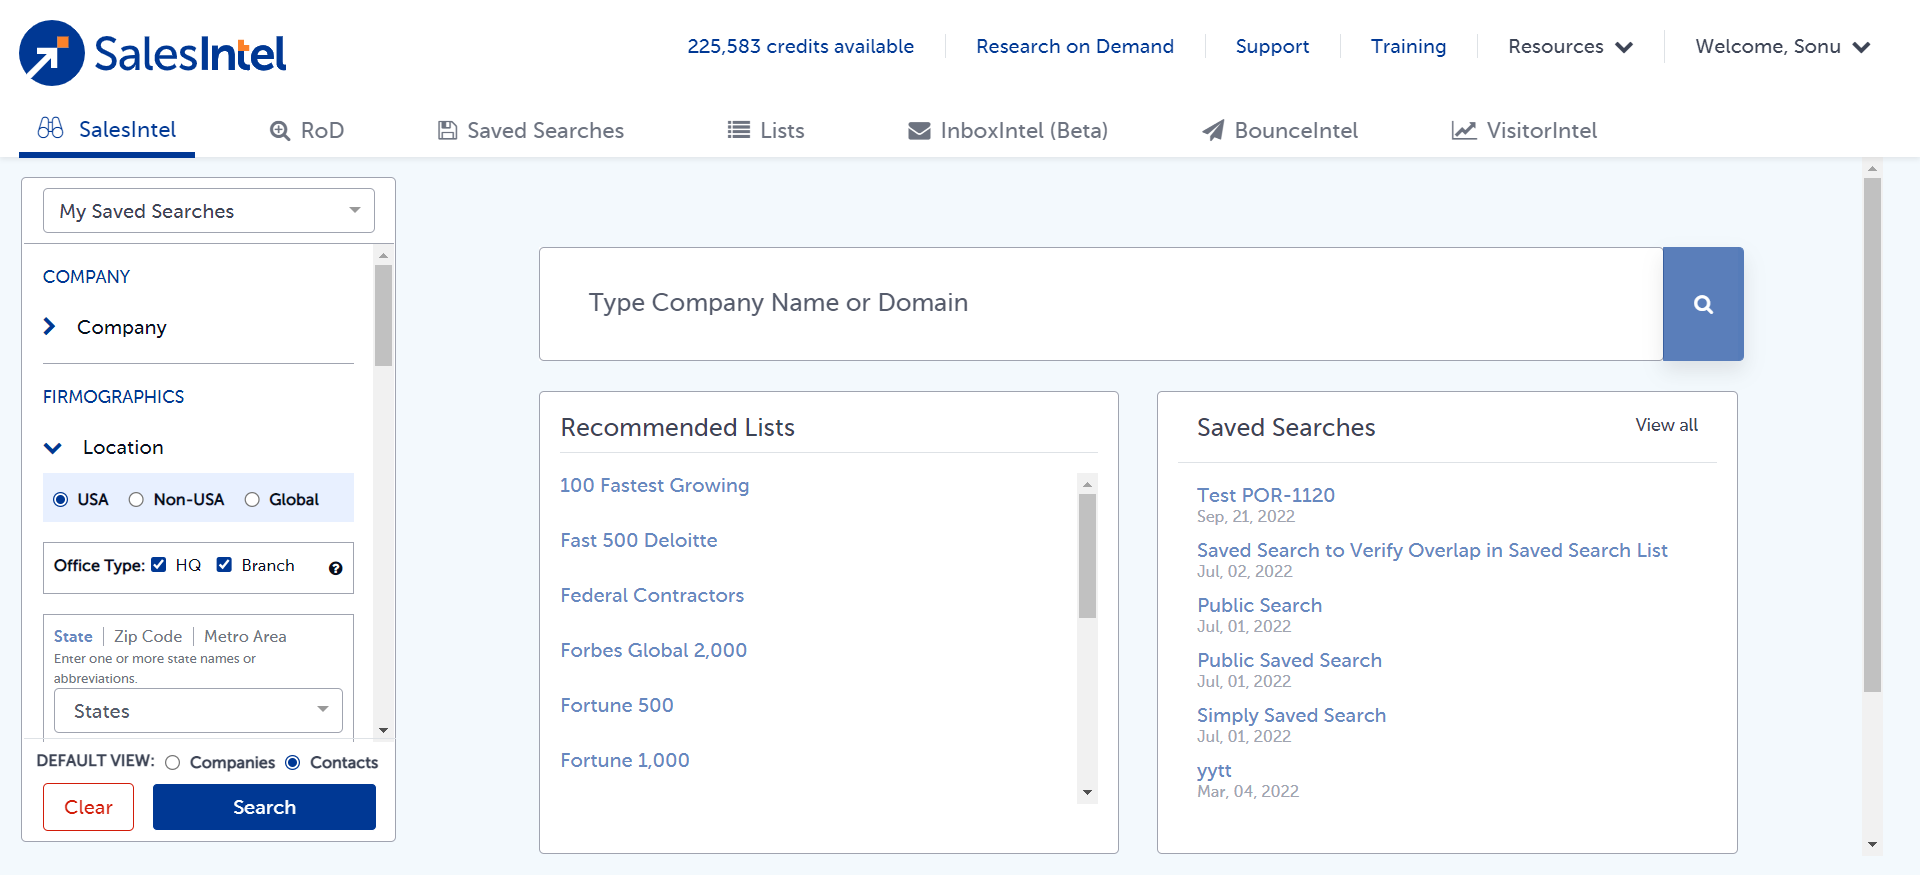 SalesIntel
225,583 credits available
Research on Demand
Support
Training
Resources
Welcome, Sonu
SalesIntel
RoD
Saved Searches
Lists
InboxIntel (Beta)
BounceIntel
VisitorIntel
My Saved Searches
COMPANY
Company
FIRMOGRAPHICS
Location
USA Non-USA Global
Office Type: HQ Branch ?
State | Zip Code | Metro Area
Enter one or more state names or
abbreviations.
States
DEFAULT VIEW: Companies Contacts
Clear
Search
Type Company Name or Domain
Recommended Lists
100 Fastest Growing
Fast 500 Deloitte
Federal Contractors
Forbes Global 2,000
Fortune 500
Fortune 1,000
Saved Searches
View all
Test POR-1120
Sep, 21, 2022
Saved Search to Verify Overlap in Saved Search List
Jul, 02, 2022
Public Search
Jul, 01, 2022
Public Saved Search
Jul, 01, 2022
Simply Saved Search
Jul, 01, 2022
yytt
Mar, 04, 2022